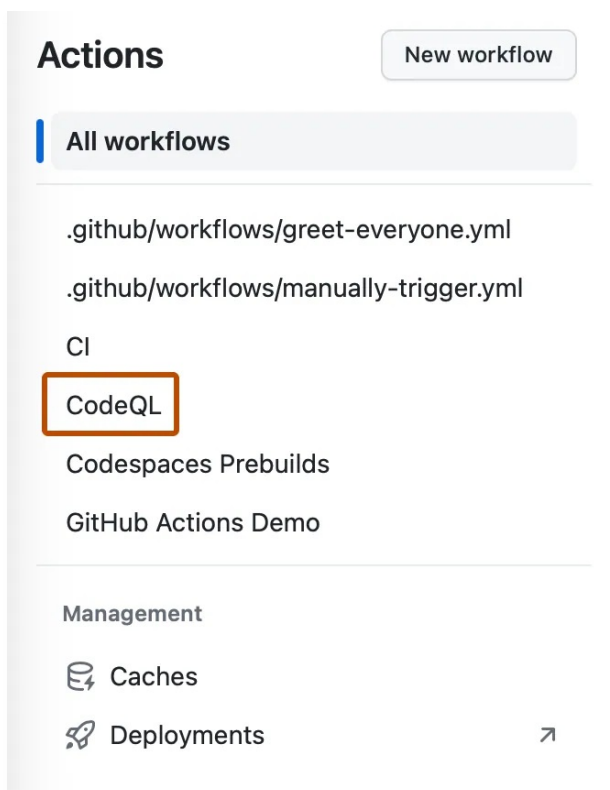 Actions
New workflow
All workflows
.github/workflows/greet-everyone.yml
.github/workflows/manually-trigger.yml
CI
CodeQL
Codespaces Prebuilds
GitHub Actions Demo
Management
Caches
Deployments